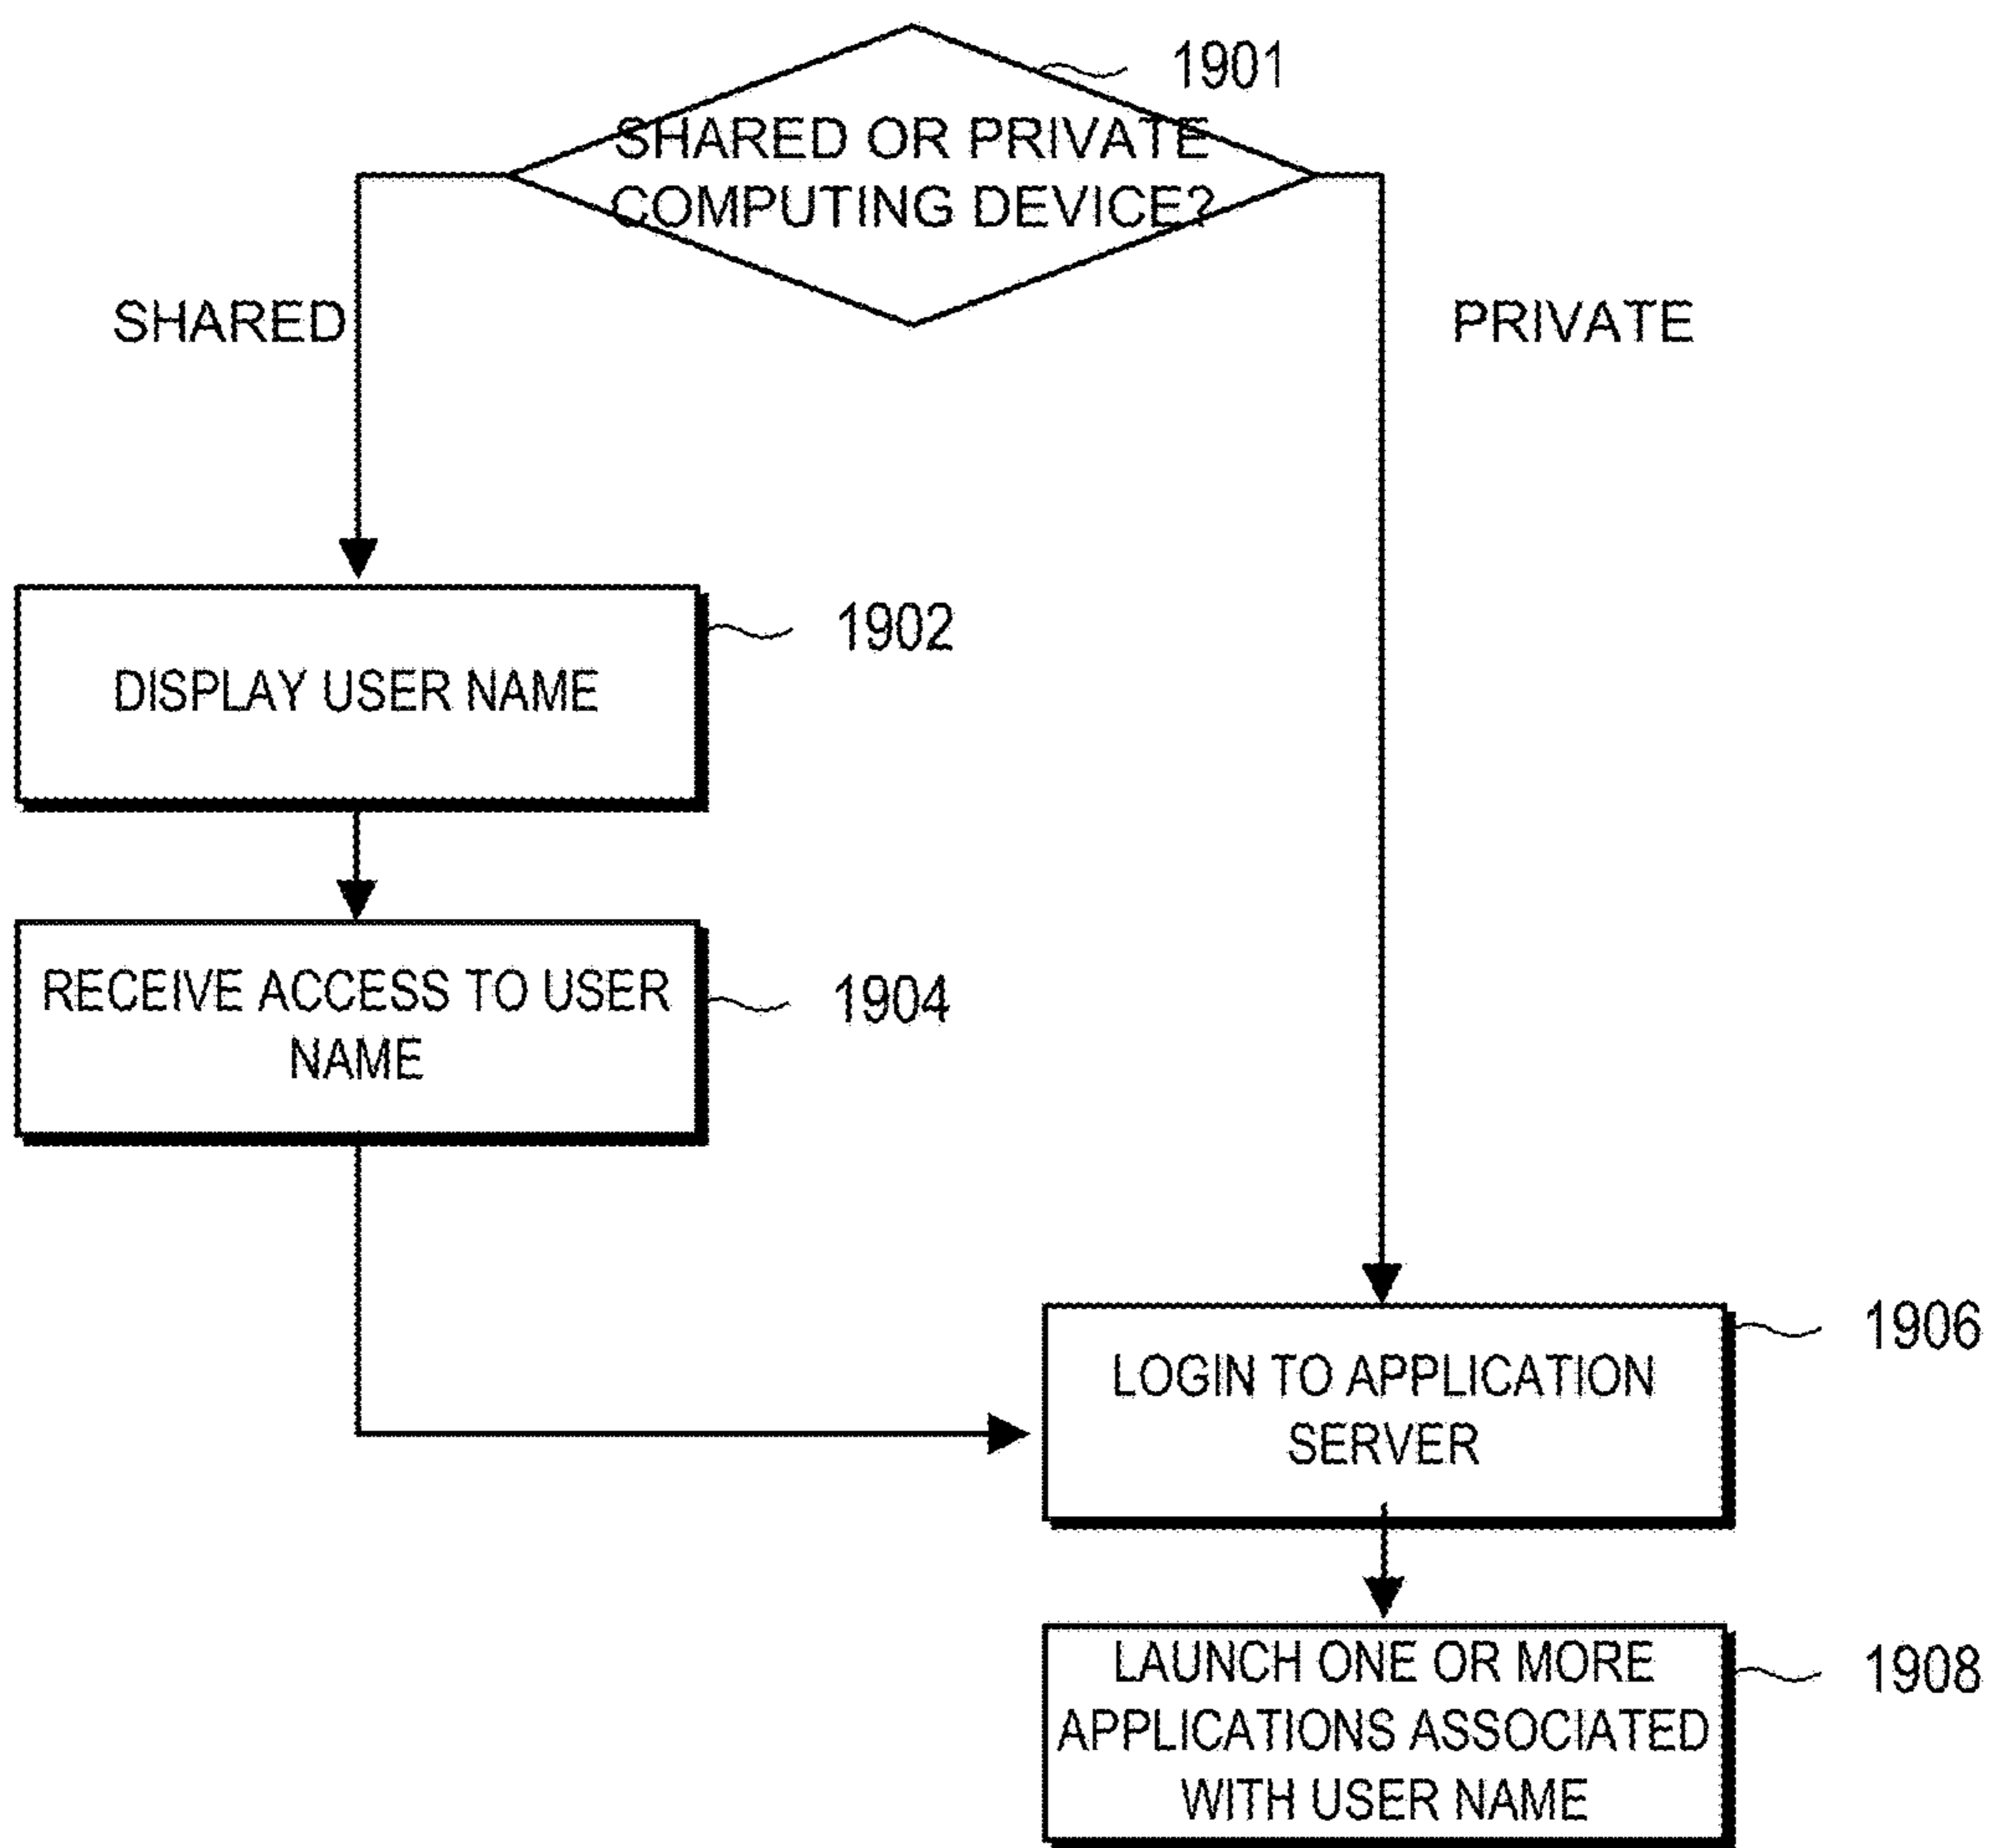 1901
SHARED OR PRIVATE
COMPUTING DEVICE?
SHARED
PRIVATE
1902
DISPLAY USER NAME
RECEIVE ACCESS TO USER
NAME
1904
1906
LOGIN TO APPLICATION
SERVER
LAUNCH ONE OR MORE
APPLICATIONS ASSOCIATED
WITH USER NAME
1908